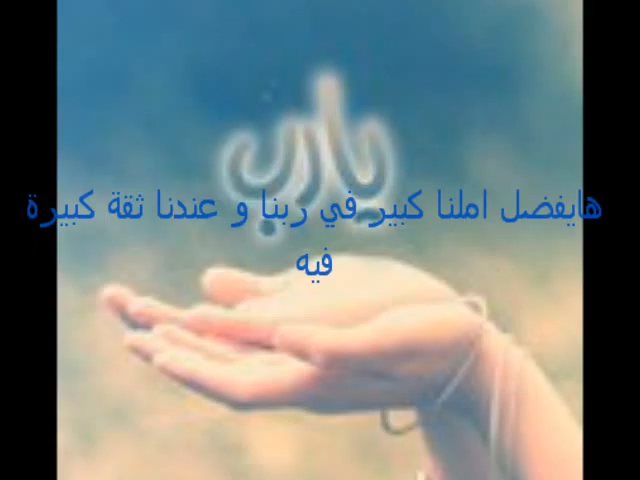 يارب
هايفضل املنا كبير في ربنا و عندنا ثقة كبيرة
فيه